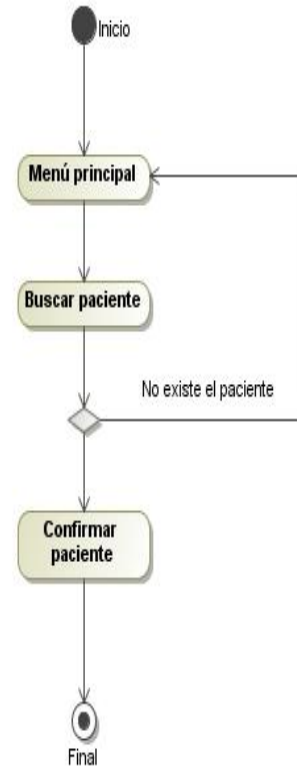 Inicio
Menú principal
Buscar paciente
No existe el paciente
Confirmar
paciente
Final